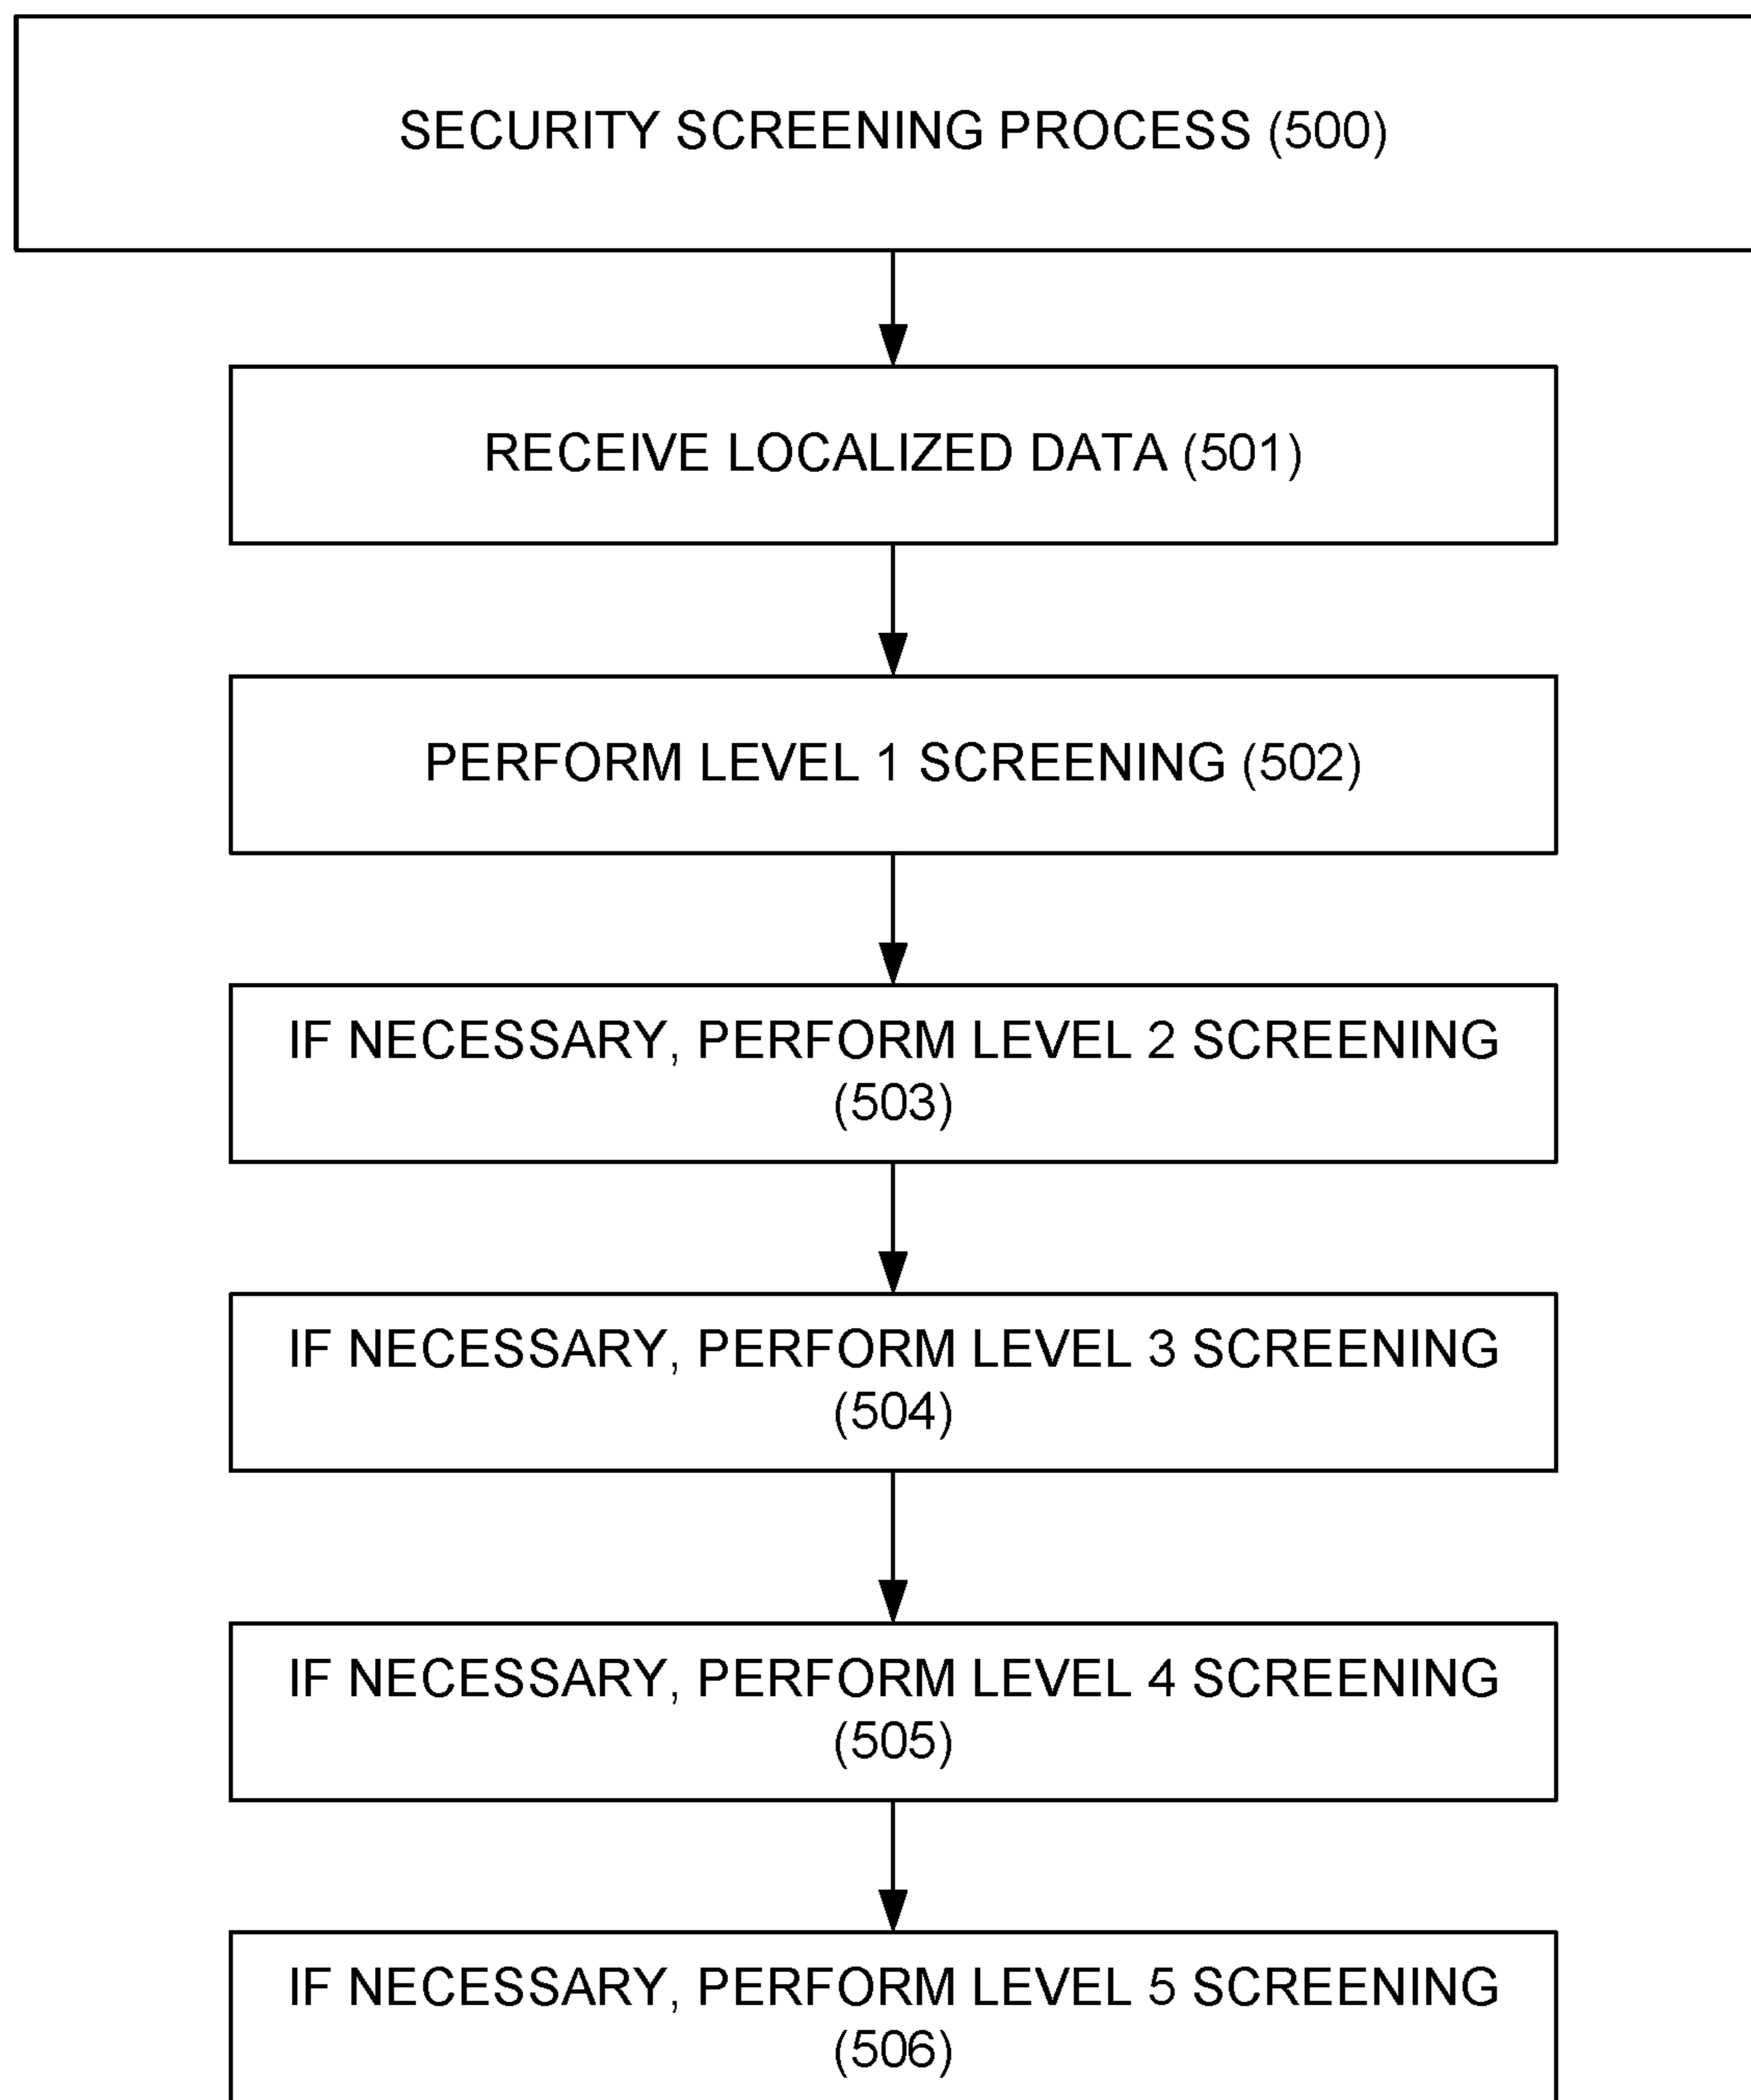 SECURITY SCREENING PROCESS (500)
RECEIVE LOCALIZED DATA (501)
PERFORM LEVEL 1 SCREENING (502)
IF NECESSARY, PERFORM LEVEL 2 SCREENING
(503)
IF NECESSARY, PERFORM LEVEL 3 SCREENING
(504)
IF NECESSARY, PERFORM LEVEL 4 SCREENING
(505)
IF NECESSARY, PERFORM LEVEL 5 SCREENING
(506)